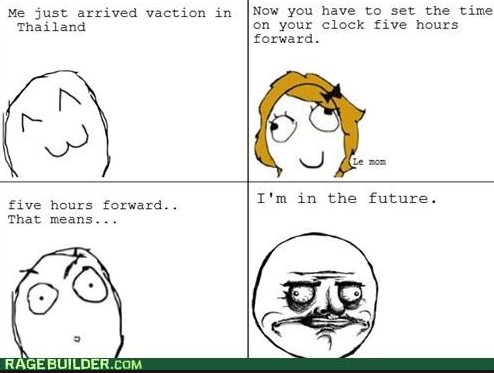 Me just arrived vaction in
Thailand
Now you have to set the time
on your clock five hours
forward.
Le mom
five hours forward..
That means...
I'm in the future.
RAGEBUILDER.COM